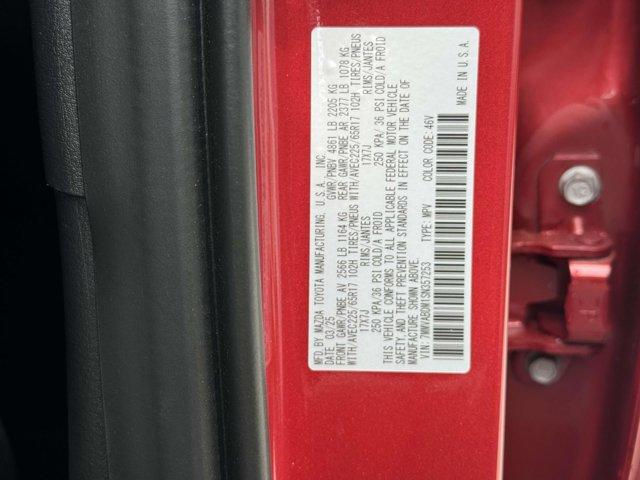 MFD. BY MAZDA TOYOTA MANUFACTURING, U.S.A., INC.
DATE 03/25 GVWR/PNBV 4861 LB 2205 KG
FRONT GAWR/PNBE AV 2566 LB 1164 KG REAR GAWR/PNBE AR 2377 LB 1078 KG
WITH/AVEC225/65R17 102H TIRES/PNEUS WITH/AVEC225/65R17 102H TIRES/PNEUS
17X7J RIMS/JANTES 17X7J RIMS/JANTES
250 KPA/36 PSI COLD/A FROID 250 KPA/ 36 PSI COLD/A FROID
THIS VEHICLE CONFORMS TO ALL APPLICABLE FEDERAL MOTOR VEHICLE
SAFETY, AND THEFT PREVENTION STANDARDS IN EFFECT ON THE DATE OF
MANUFACTURE SHOWN ABOVE.
VIN: 7MMVABDM1SN357253 TYPE: MPV COLOR CODE: 46V
MADE IN U.S.A.